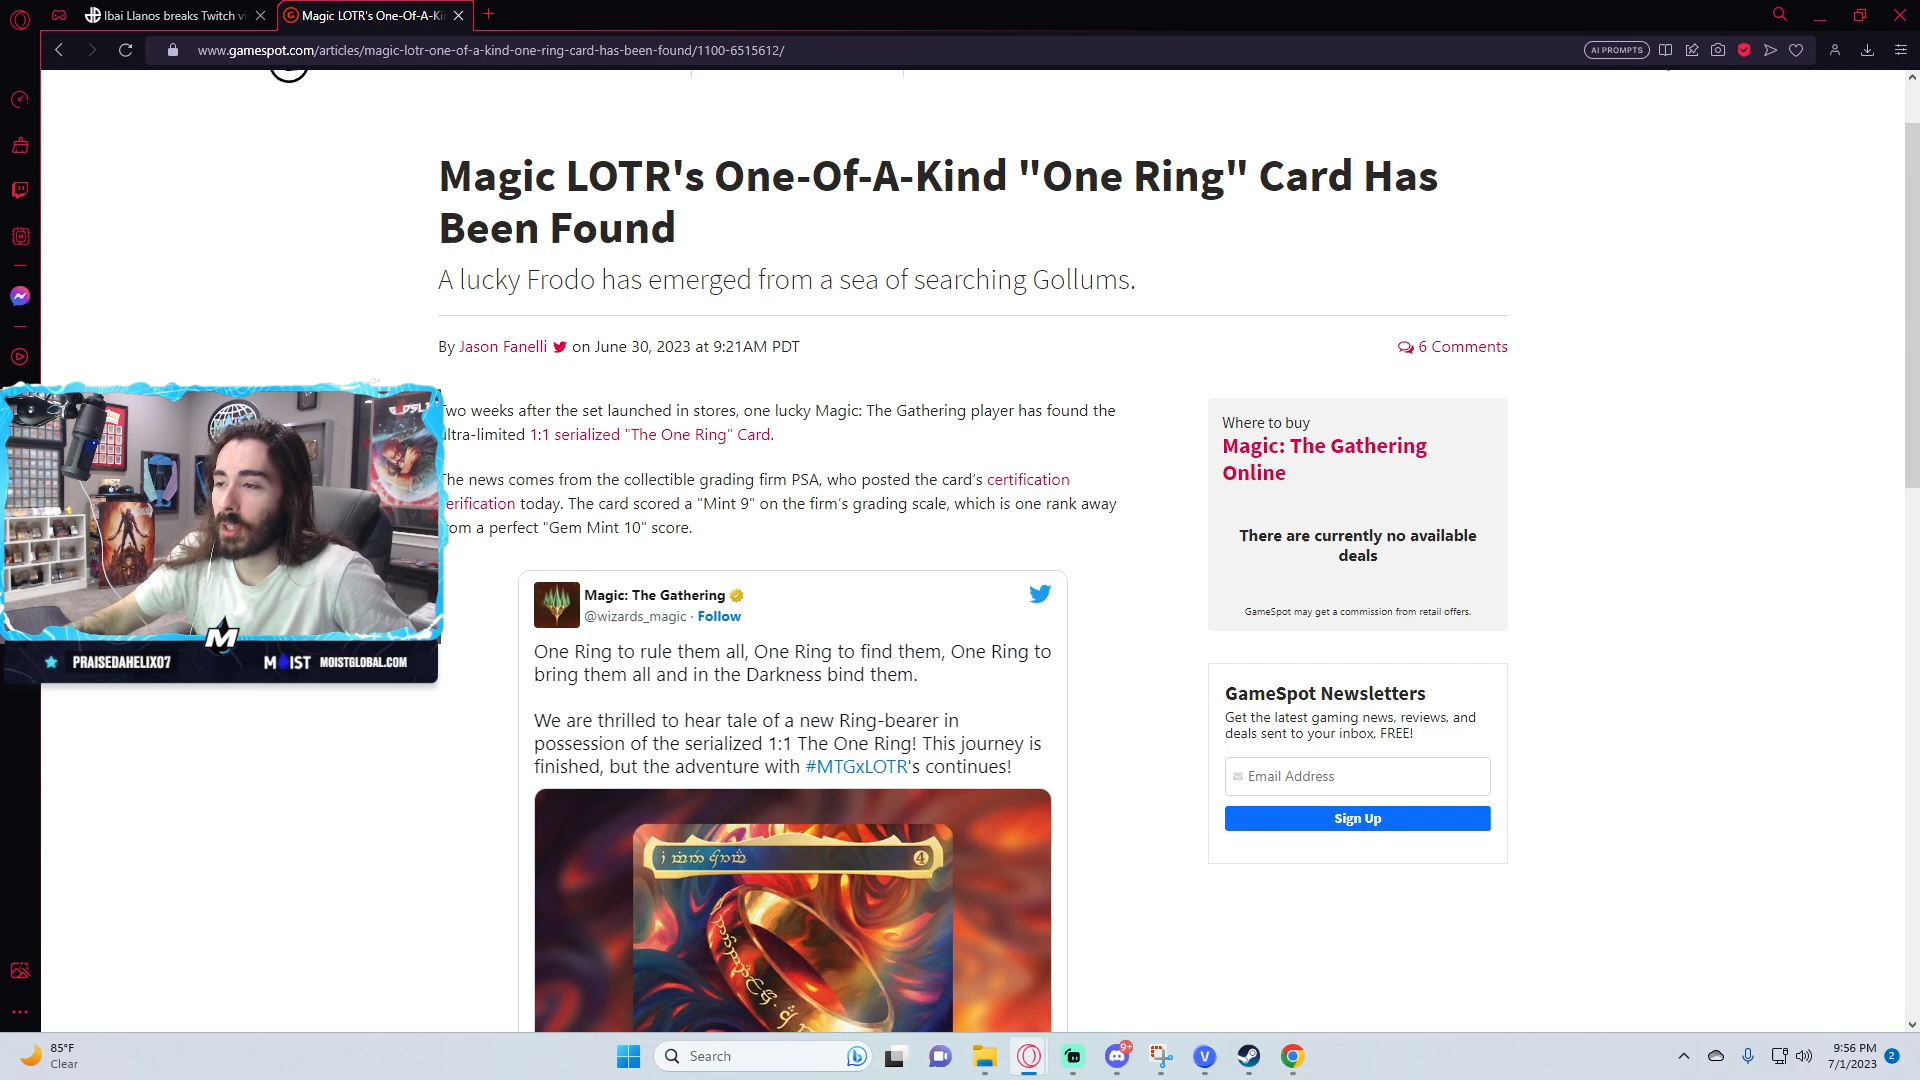 Ibai Llanos breaks Twitch vi
Magic LOTR's One-Of-A-Ki
www.gamespot.com/articles/magic-lotr-one-of-a-kind-one-ring-card-has-been-found/1100-6515612/
AI PROMPTS
Magic LOTR's One-Of-A-Kind "One Ring" Card Has
Been Found
A lucky Frodo has emerged from a sea of searching Gollums.
By Jason Fanelli on June 30, 2023 at 9:21AM PDT
6 Comments
Two weeks after the set launched in stores, one lucky Magic: The Gathering player has found the
ultra-limited 1:1 serialized "The One Ring" Card.
The news comes from the collectible grading firm PSA, who posted the card's certification
verification today. The card scored a "Mint 9" on the firm's grading scale, which is one rank away
from a perfect "Gem Mint 10" score.
Where to buy
Magic: The Gathering
Online
There are currently no available
deals
GameSpot may get a commission from retail offers.
Magic: The Gathering
@wizards_magic · Follow
One Ring to rule them all, One Ring to find them, One Ring to
bring them all and in the Darkness bind them.
We are thrilled to hear tale of a new Ring-bearer in
possession of the serialized 1:1 The One Ring! This journey is
finished, but the adventure with #MTGxLOTR's continues!
4
GameSpot Newsletters
Get the latest gaming news, reviews, and
deals sent to your inbox, FREE!
Email Address
Sign Up
M
PRAISEDAHELIX07
MOIST
MOISTGLOBAL.COM
85°F
Clear
Search
9+
9:56 PM
7/1/2023
2